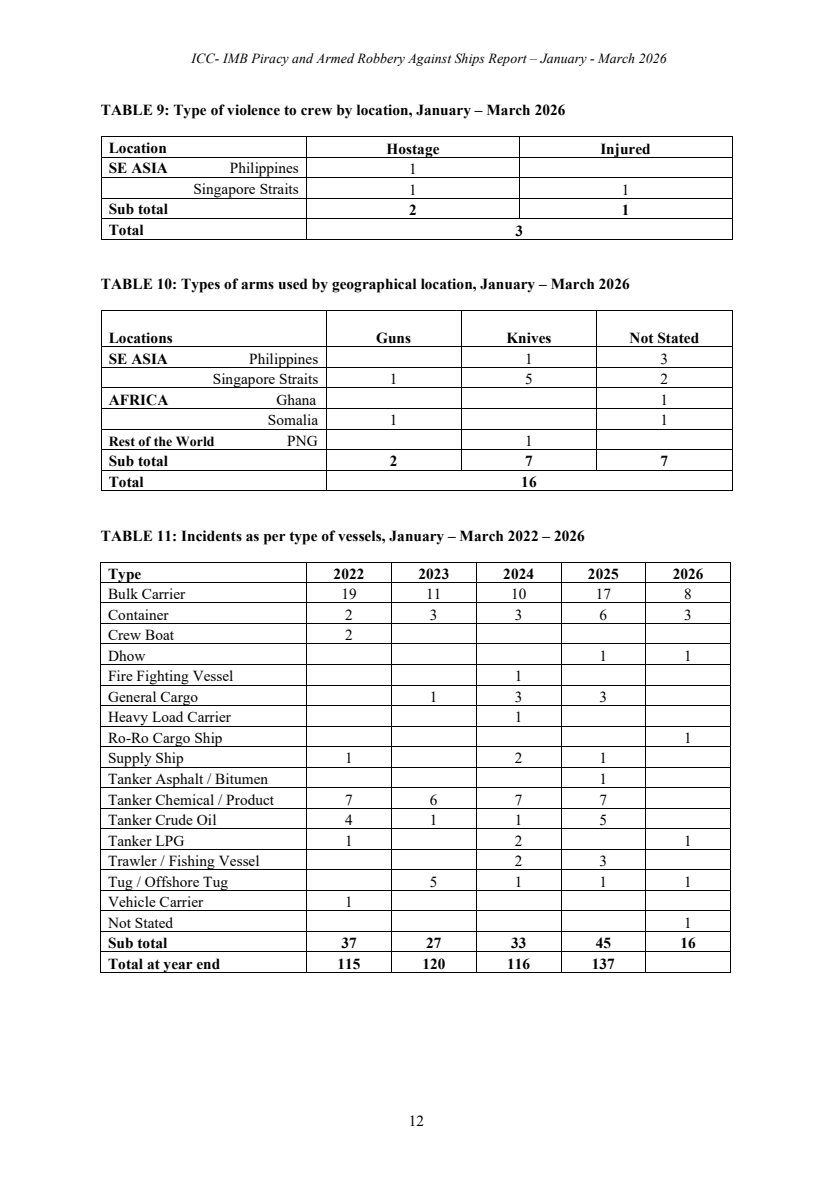 ICC- IMB Piracy and Armed Robbery Against Ships Report – January - March 2026
TABLE 9: Type of violence to crew by location, January – March 2026
Location Hostage Injured
SE ASIA Philippines 1
Singapore Straits 1 1
Sub total 2 1
Total 3
TABLE 10: Types of arms used by geographical location, January – March 2026
Locations Guns Knives Not Stated
SE ASIA Philippines 1 3
Singapore Straits 1 5 2
AFRICA Ghana 1
Somalia 1 1
Rest of the World PNG 1
Sub total 2 7 7
Total 16
TABLE 11: Incidents as per type of vessels, January – March 2022 – 2026
Type 2022 2023 2024 2025 2026
Bulk Carrier 19 11 10 17 8
Container 2 3 3 6 3
Crew Boat 2
Dhow 1 1
Fire Fighting Vessel 1
General Cargo 1 3 3
Heavy Load Carrier 1
Ro-Ro Cargo Ship 1
Supply Ship 1 2 1
Tanker Asphalt / Bitumen 1
Tanker Chemical / Product 7 6 7 7
Tanker Crude Oil 4 1 1 5
Tanker LPG 1 2 1
Trawler / Fishing Vessel 2 3
Tug / Offshore Tug 5 1 1 1
Vehicle Carrier 1
Not Stated 1
Sub total 37 27 33 45 16
Total at year end 115 120 116 137
12